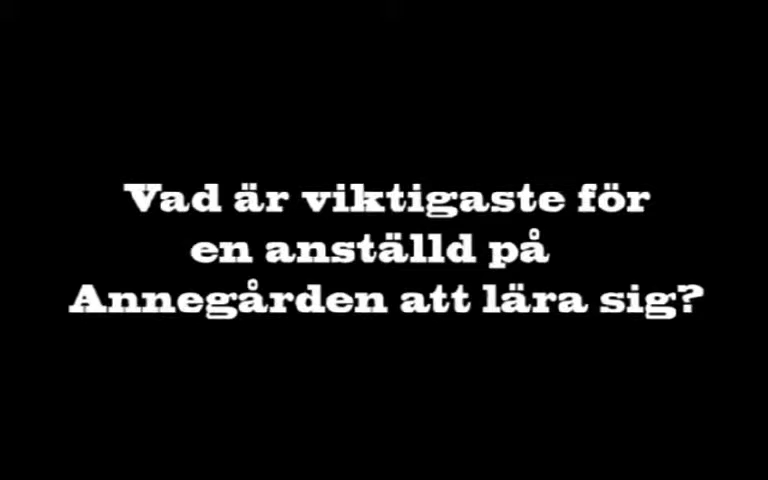 Vad är viktigaste för
en anställd på
Annegården att lära sig?